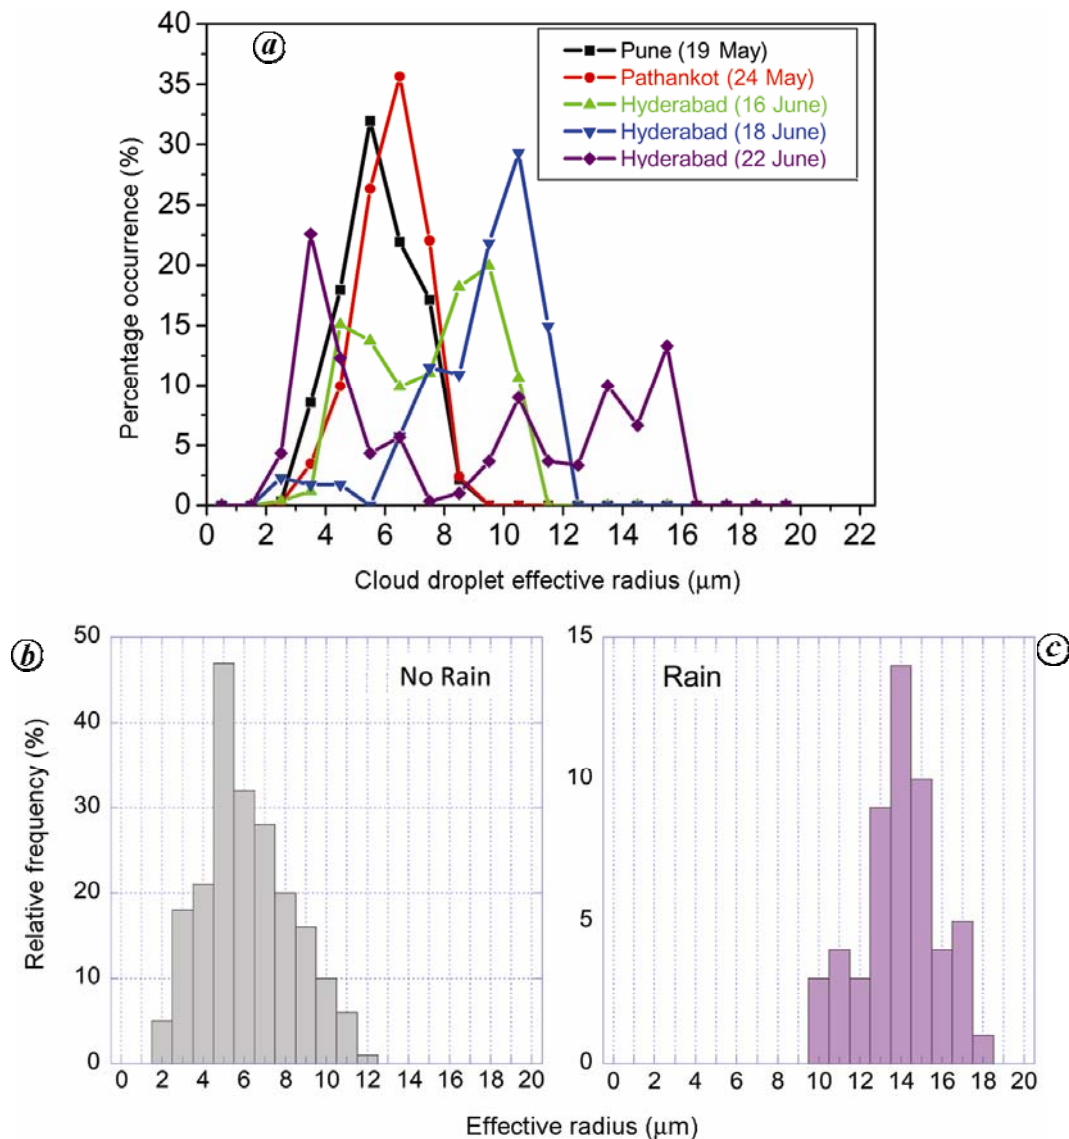 a
Pune (19 May)
Pathankot (24 May)
Hyderabad (16 June)
Hyderabad (18 June)
Hyderabad (22 June)
Percentage occurrence (%)
40
35
30
25
20
15
10
5
0
0 2 4 6 8 10 12 14 16 18 20 22
Cloud droplet effective radius (μm)
b
No Rain
Relative frequency (%)
50
40
30
20
10
0
0 2 4 6 8 10 12 14 16 18 20
c
Rain
15
10
5
0
0 2 4 6 8 10 12 14 16 18 20
Effective radius (μm)